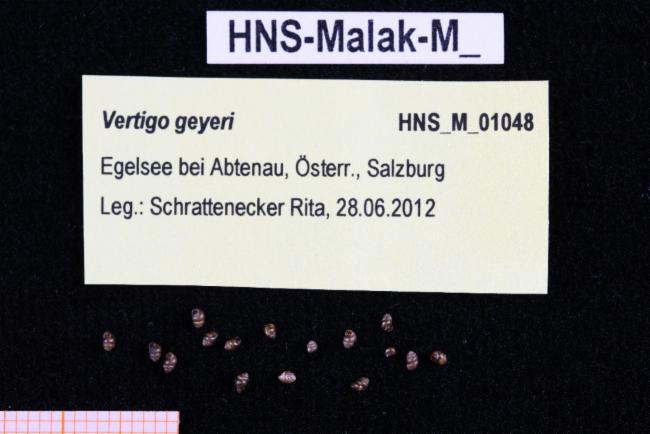 HNS-Malak-M_
Vertigo geyeri HNS_M_01048
Egelsee bei Abtenau, Österr., Salzburg
Leg.: Schrattenecker Rita, 28.06.2012